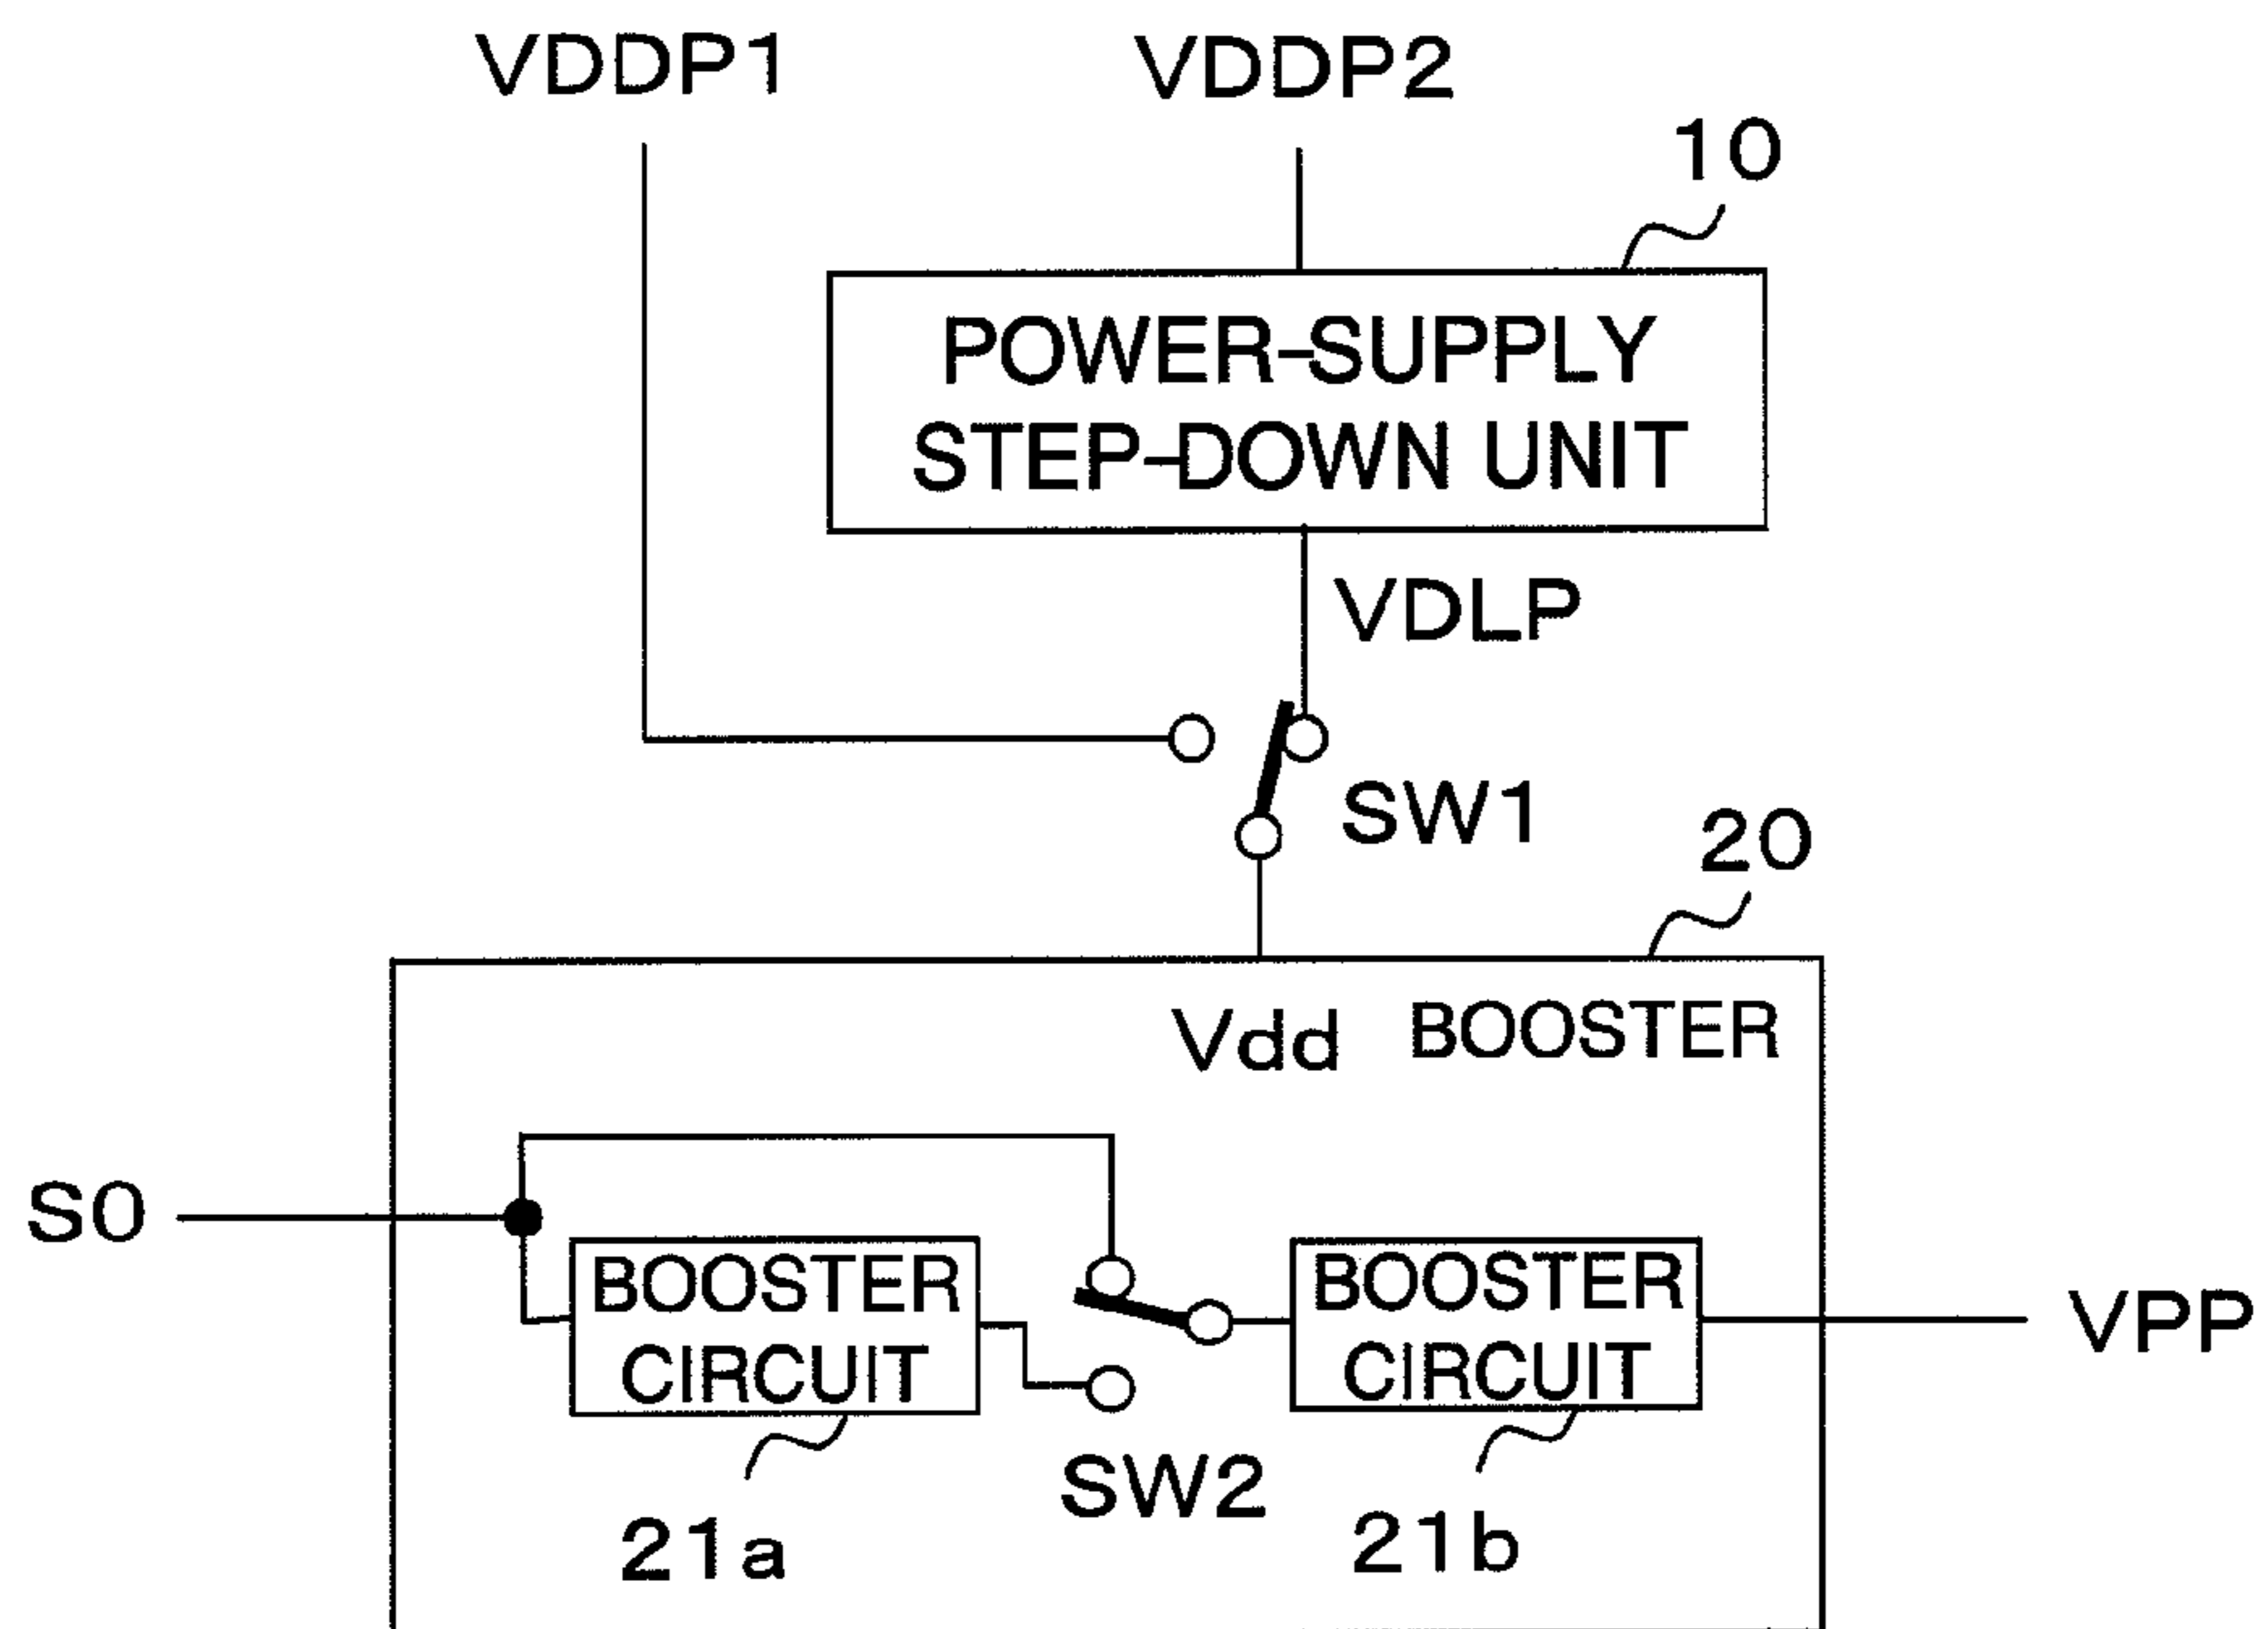 VDDP1
VDDP2
10
POWER-SUPPLY
STEP-DOWN UNIT
VDLP
SW1
20
Vdd
BOOSTER
S0
BOOSTER
CIRCUIT
BOOSTER
CIRCUIT
VPP
SW2
21a
21b